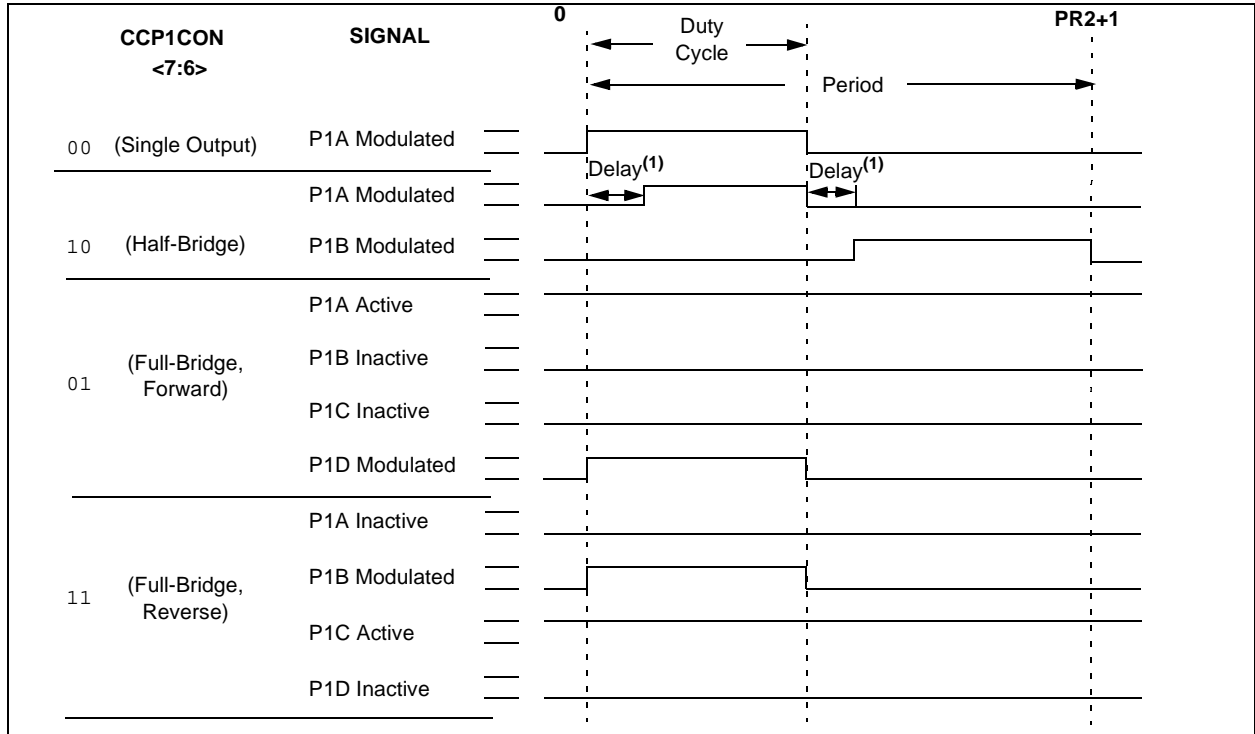 0
PR2+1
CCP1CON
<7:6>
SIGNAL
Duty
Cycle
Period
00
(Single Output)
P1A Modulated
Delay(1)
Delay(1)
10
(Half-Bridge)
P1A Modulated
P1B Modulated
01
(Full-Bridge,
Forward)
P1A Active
P1B Inactive
P1C Inactive
P1D Modulated
11
(Full-Bridge,
Reverse)
P1A Inactive
P1B Modulated
P1C Active
P1D Inactive